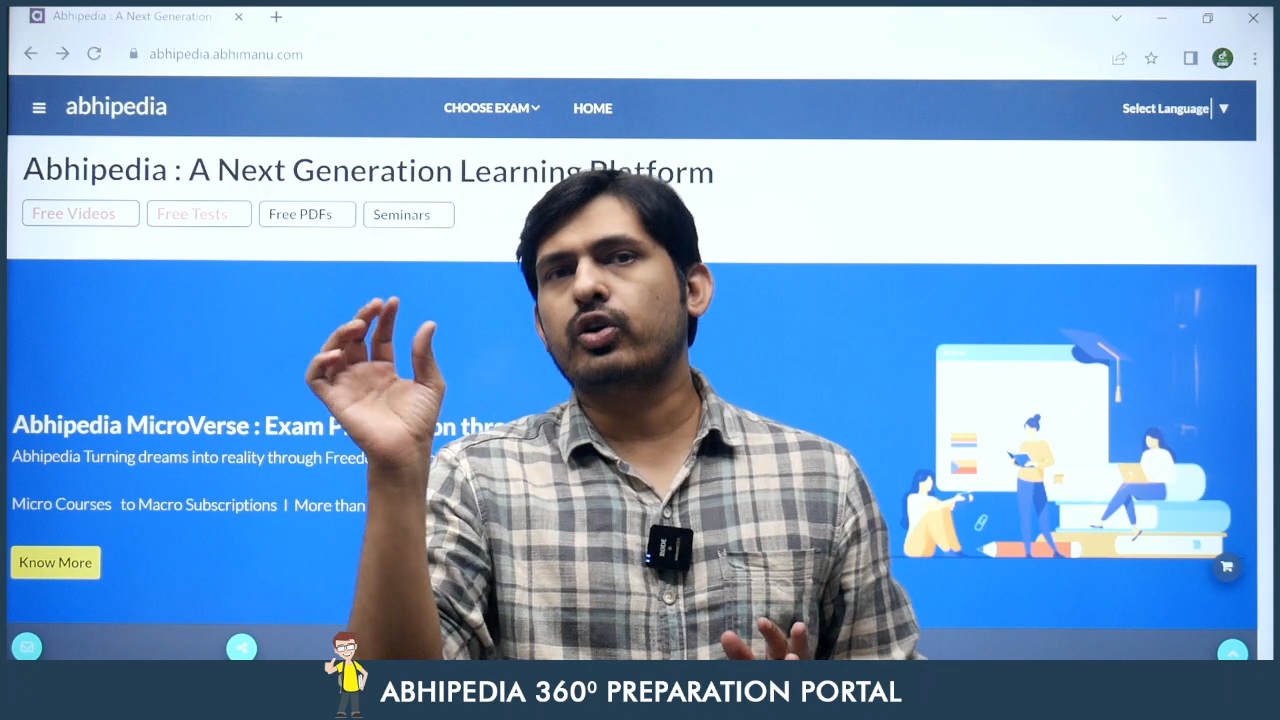 Abhipedia : A Next Generation
abhipedia.abhimanu.com
abhipedia
CHOOSE EXAM
HOME
Select Language
Abhipedia : A Next Generation Learning Platform
Free Videos
Free Tests
Free PDFs
Seminars
Abhipedia MicroVerse : Exam
Abhipedia Turning dreams into reality through
Micro Courses to Macro Subscriptions | More than
Know More
RØDE
ABHIPEDIA 360⁰ PREPARATION PORTAL